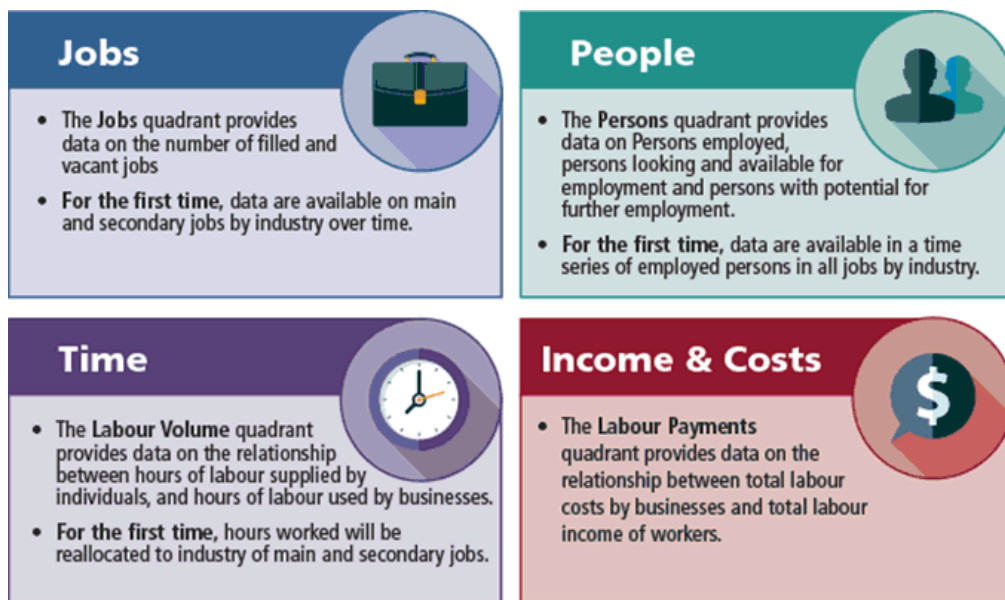 Jobs
• The Jobs quadrant provides
data on the number of filled and
vacant jobs
• For the first time, data are available on main
and secondary jobs by industry over time.
People
• The Persons quadrant provides
data on Persons employed,
persons looking and available for
employment and persons with potential for
further employment.
• For the first time, data are available in a time
series of employed persons in all jobs by industry.
Time
• The Labour Volume quadrant
provides data on the relationship
between hours of labour supplied by
individuals, and hours of labour used by businesses.
• For the first time, hours worked will be
reallocated to industry of main and secondary jobs.
Income & Costs
$
• The Labour Payments
quadrant provides data on the
relationship between total labour
costs by businesses and total labour
income of workers.